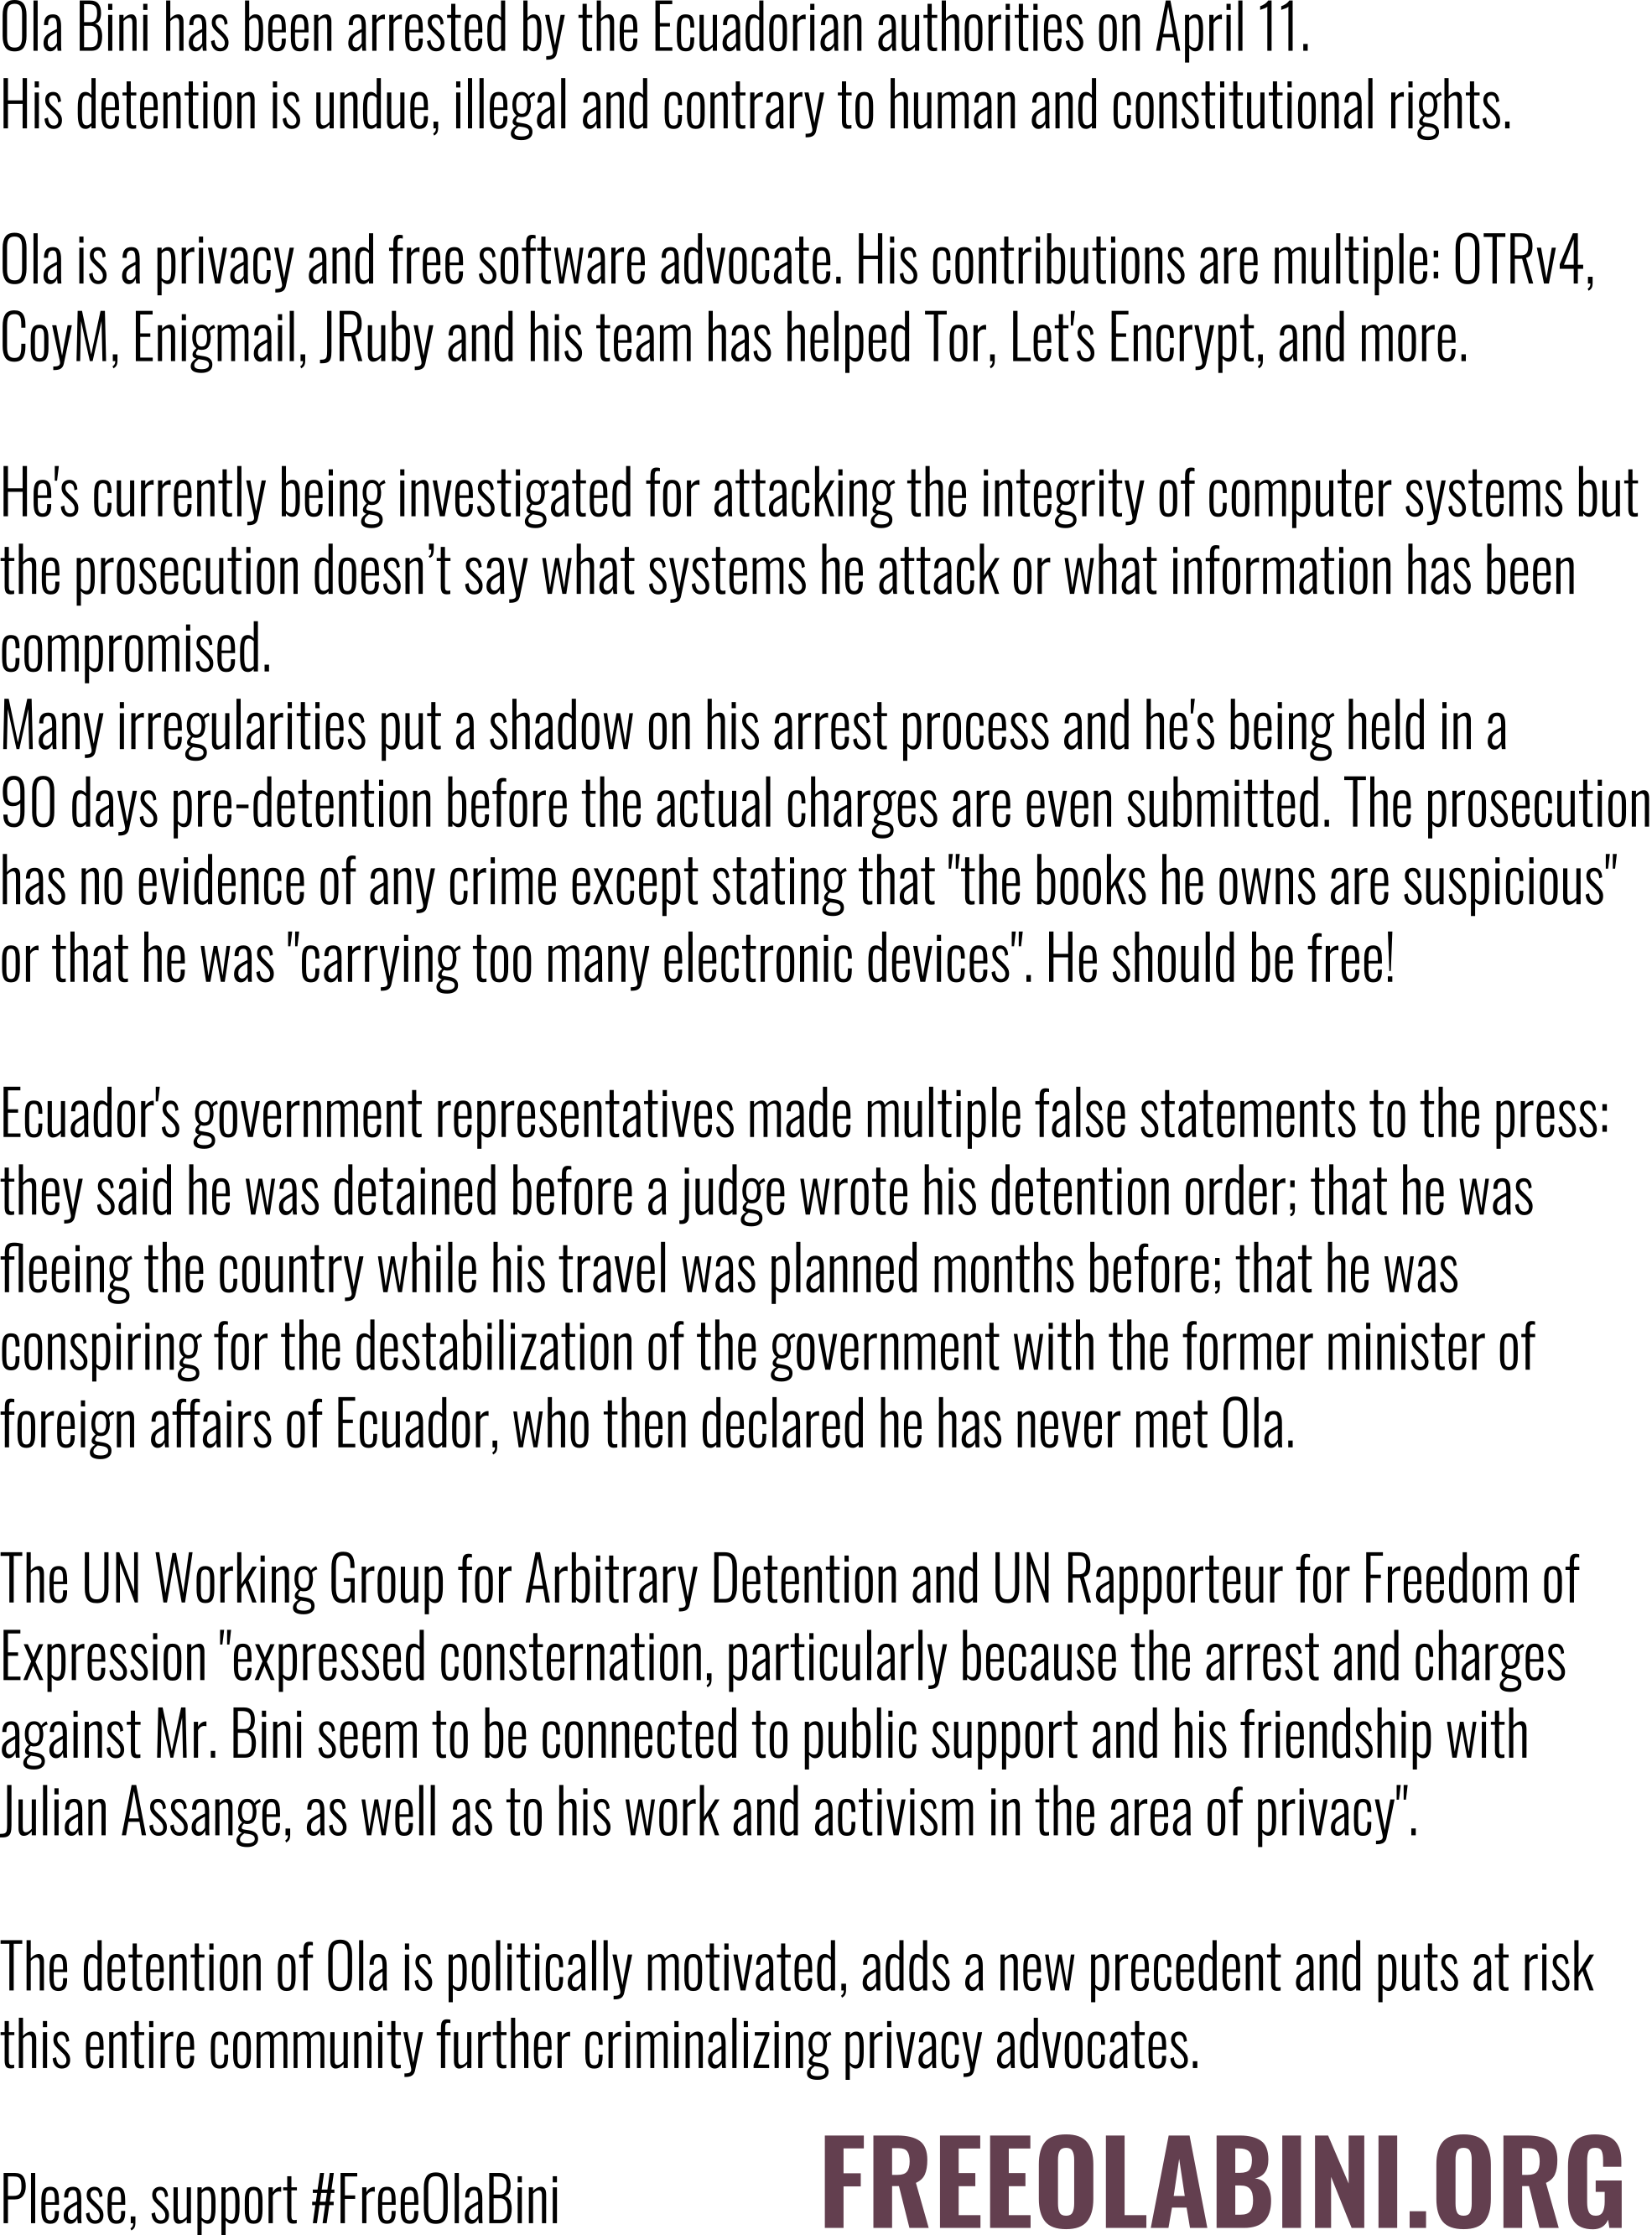 Ola Bini has been arrested by the Ecuadorian authorities on April 11.
His detention is undue, illegal and contrary to human and constitutional rights.
Ola is a privacy and free software advocate. His contributions are multiple: OTRv4,
CoyM, Enigmail, JRuby and his team has helped Tor, Let's Encrypt, and more.
He's currently being investigated for attacking the integrity of computer systems but
the prosecution doesn’t say what systems he attack or what information has been
compromised.
Many irregularities put a shadow on his arrest process and he's being held in a
90 days pre-detention before the actual charges are even submitted. The prosecution
has no evidence of any crime except stating that "the books he owns are suspicious"
or that he was "carrying too many electronic devices". He should be free!
Ecuador's government representatives made multiple false statements to the press:
they said he was detained before a judge wrote his detention order; that he was
fleeing the country while his travel was planned months before; that he was
conspiring for the destabilization of the government with the former minister of
foreign affairs of Ecuador, who then declared he has never met Ola.
The UN Working Group for Arbitrary Detention and UN Rapporteur for Freedom of
Expression "expressed consternation, particularly because the arrest and charges
against Mr. Bini seem to be connected to public support and his friendship with
Julian Assange, as well as to his work and activism in the area of privacy".
The detention of Ola is politically motivated, adds a new precedent and puts at risk
this entire community further criminalizing privacy advocates.
Please, support #FreeOlaBini
FREEOLABINI.ORG